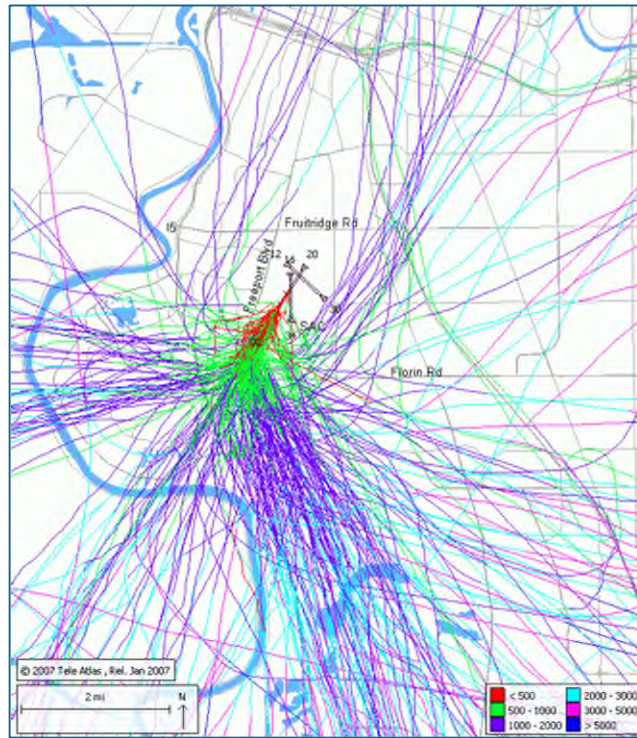 I5
Fruitridge Rd
Freeport Blvd
12
20
30
SAC
Florin Rd
© 2007 Tele Atlas , Rel. Jan 2007
2 mi
N
< 500
500 - 1000
1000 - 2000
2000 - 3000
3000 - 5000
> 5000